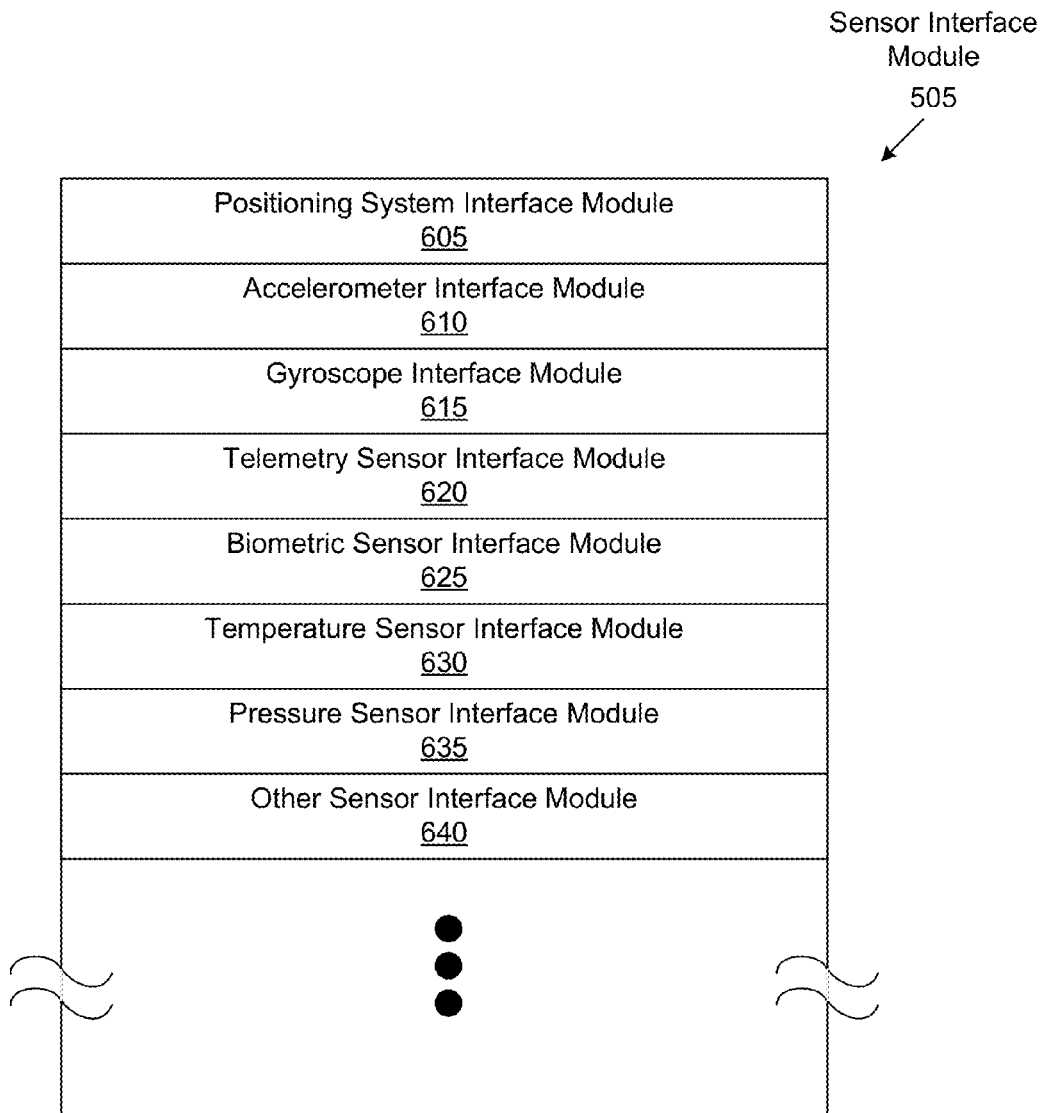 Sensor Interface
Module
505
Positioning System Interface Module
605
Accelerometer Interface Module
610
Gyroscope Interface Module
615
Telemetry Sensor Interface Module
620
Biometric Sensor Interface Module
625
Temperature Sensor Interface Module
630
Pressure Sensor Interface Module
635
Other Sensor Interface Module
640